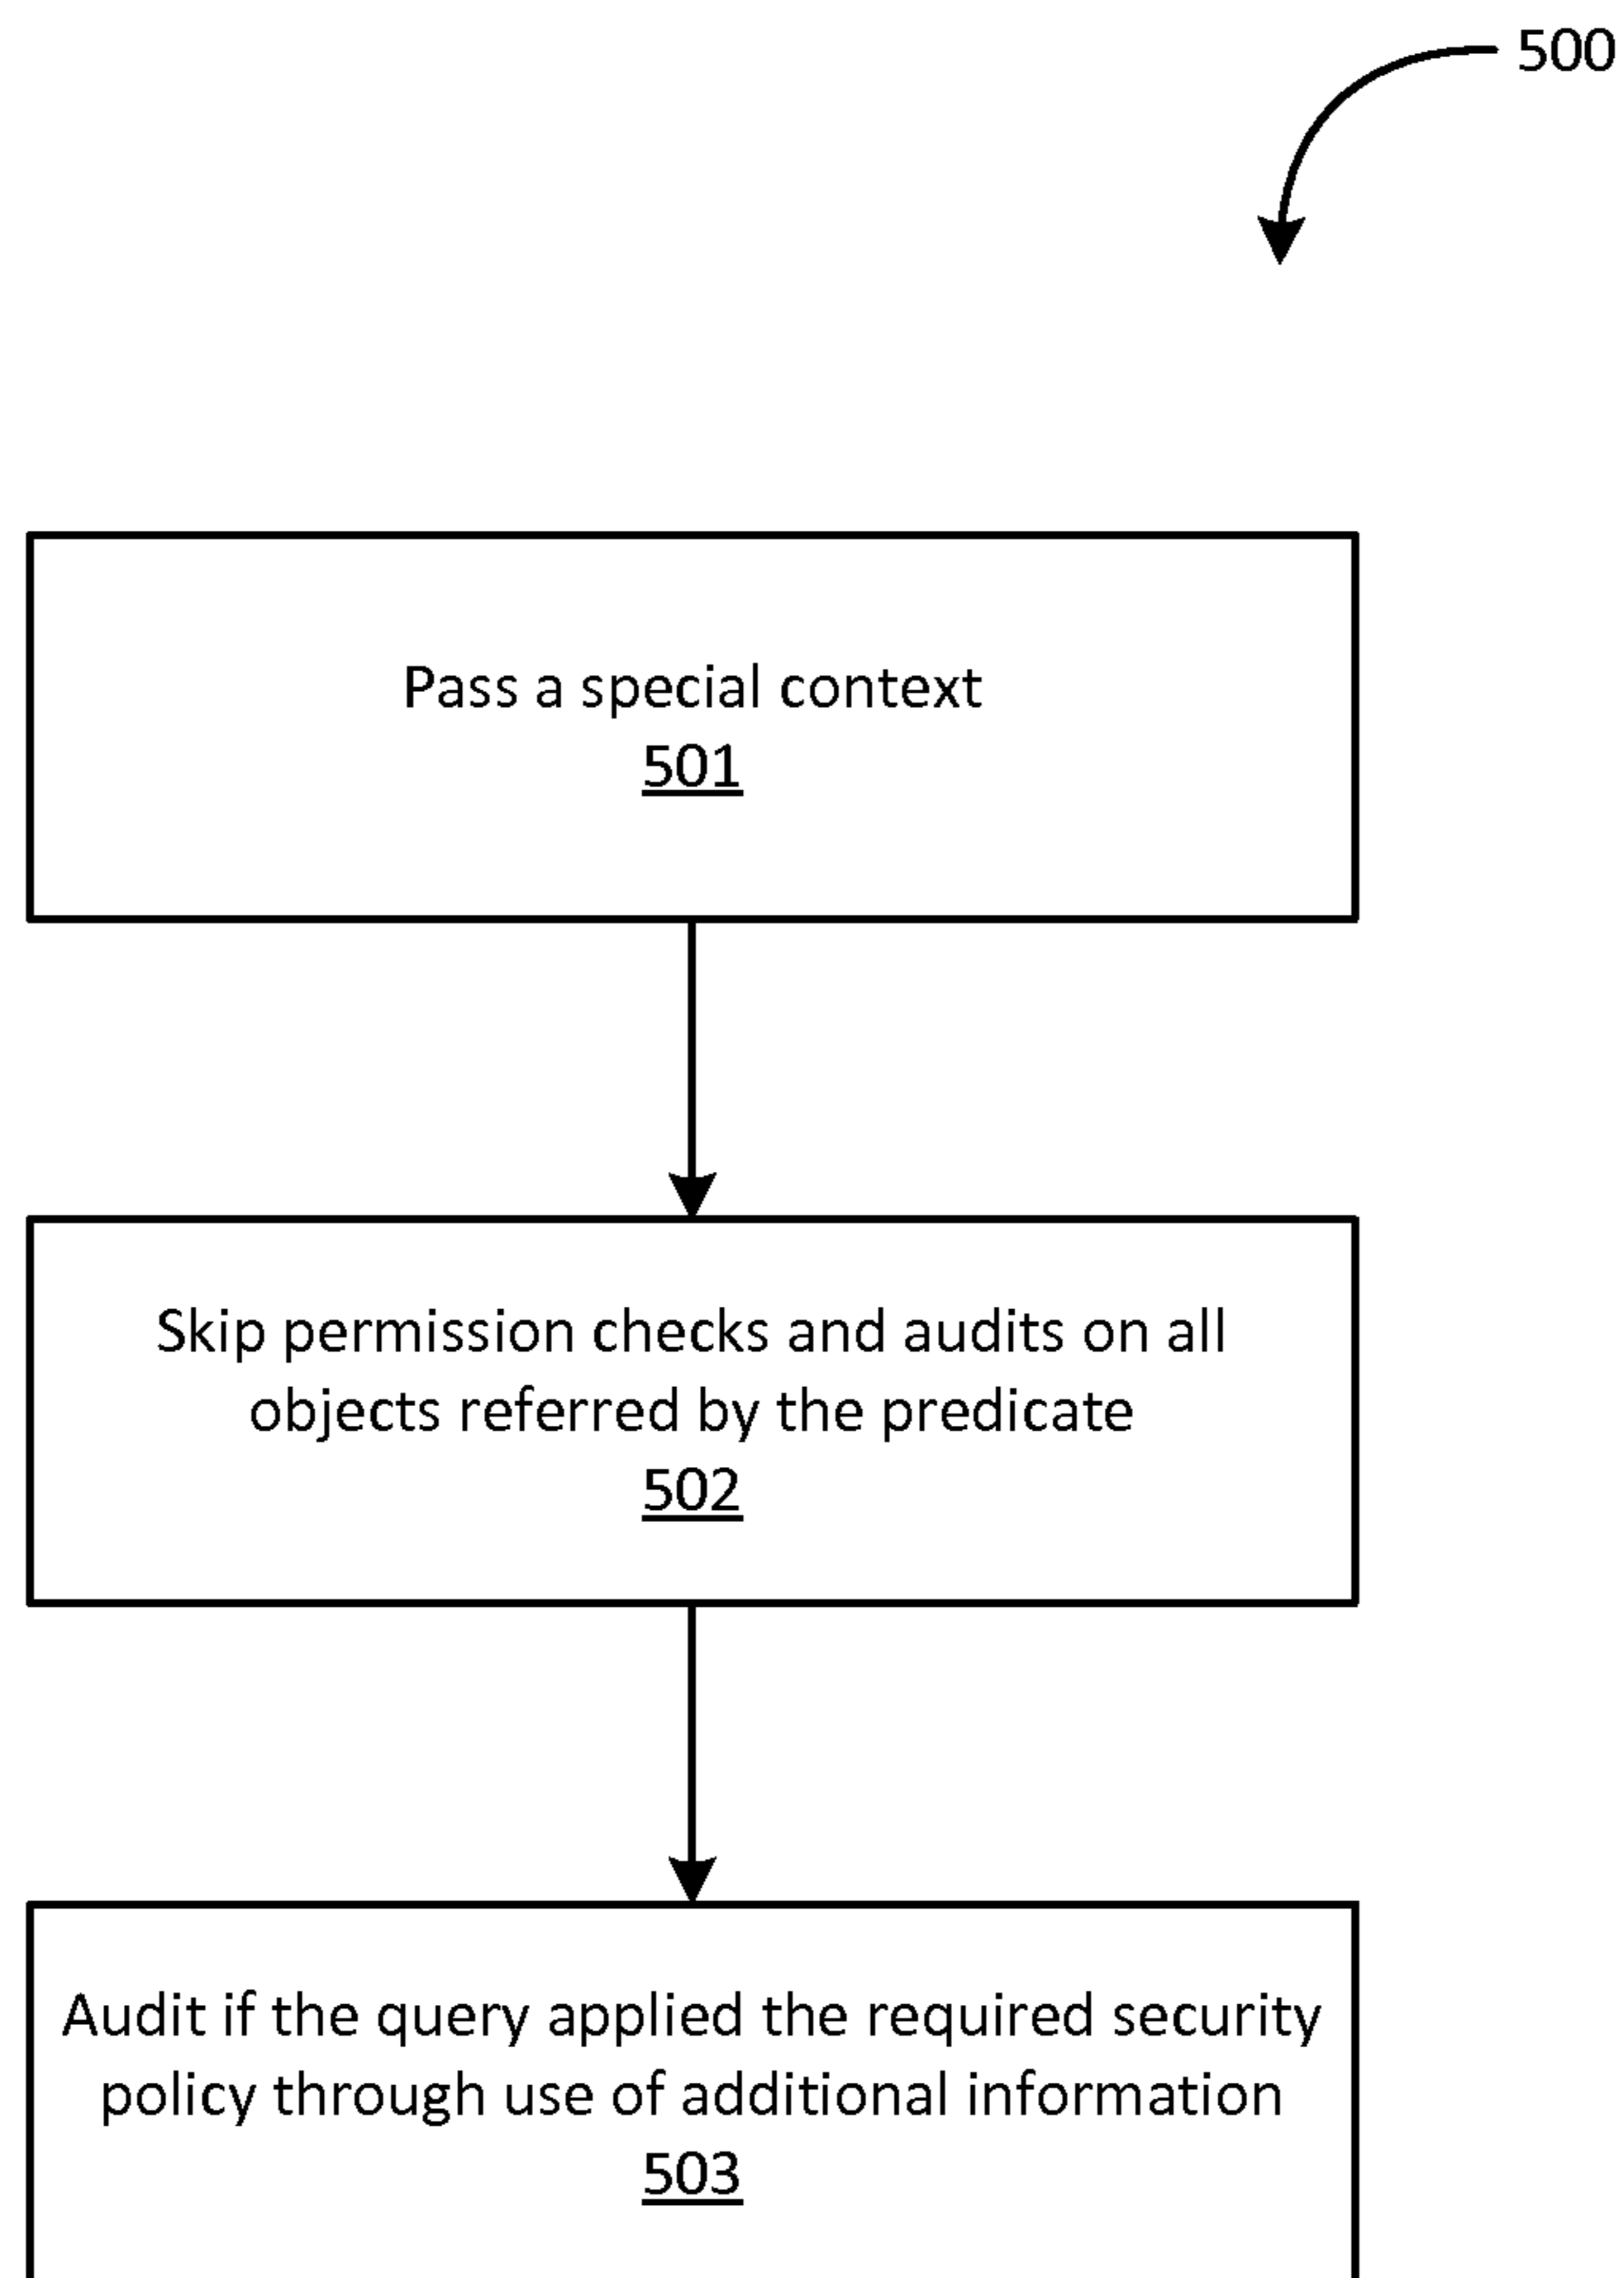 500
Pass a special context
501
Skip permission checks and audits on all
objects referred by the predicate
502
Audit if the query applied the required security
policy through use of additional information
503